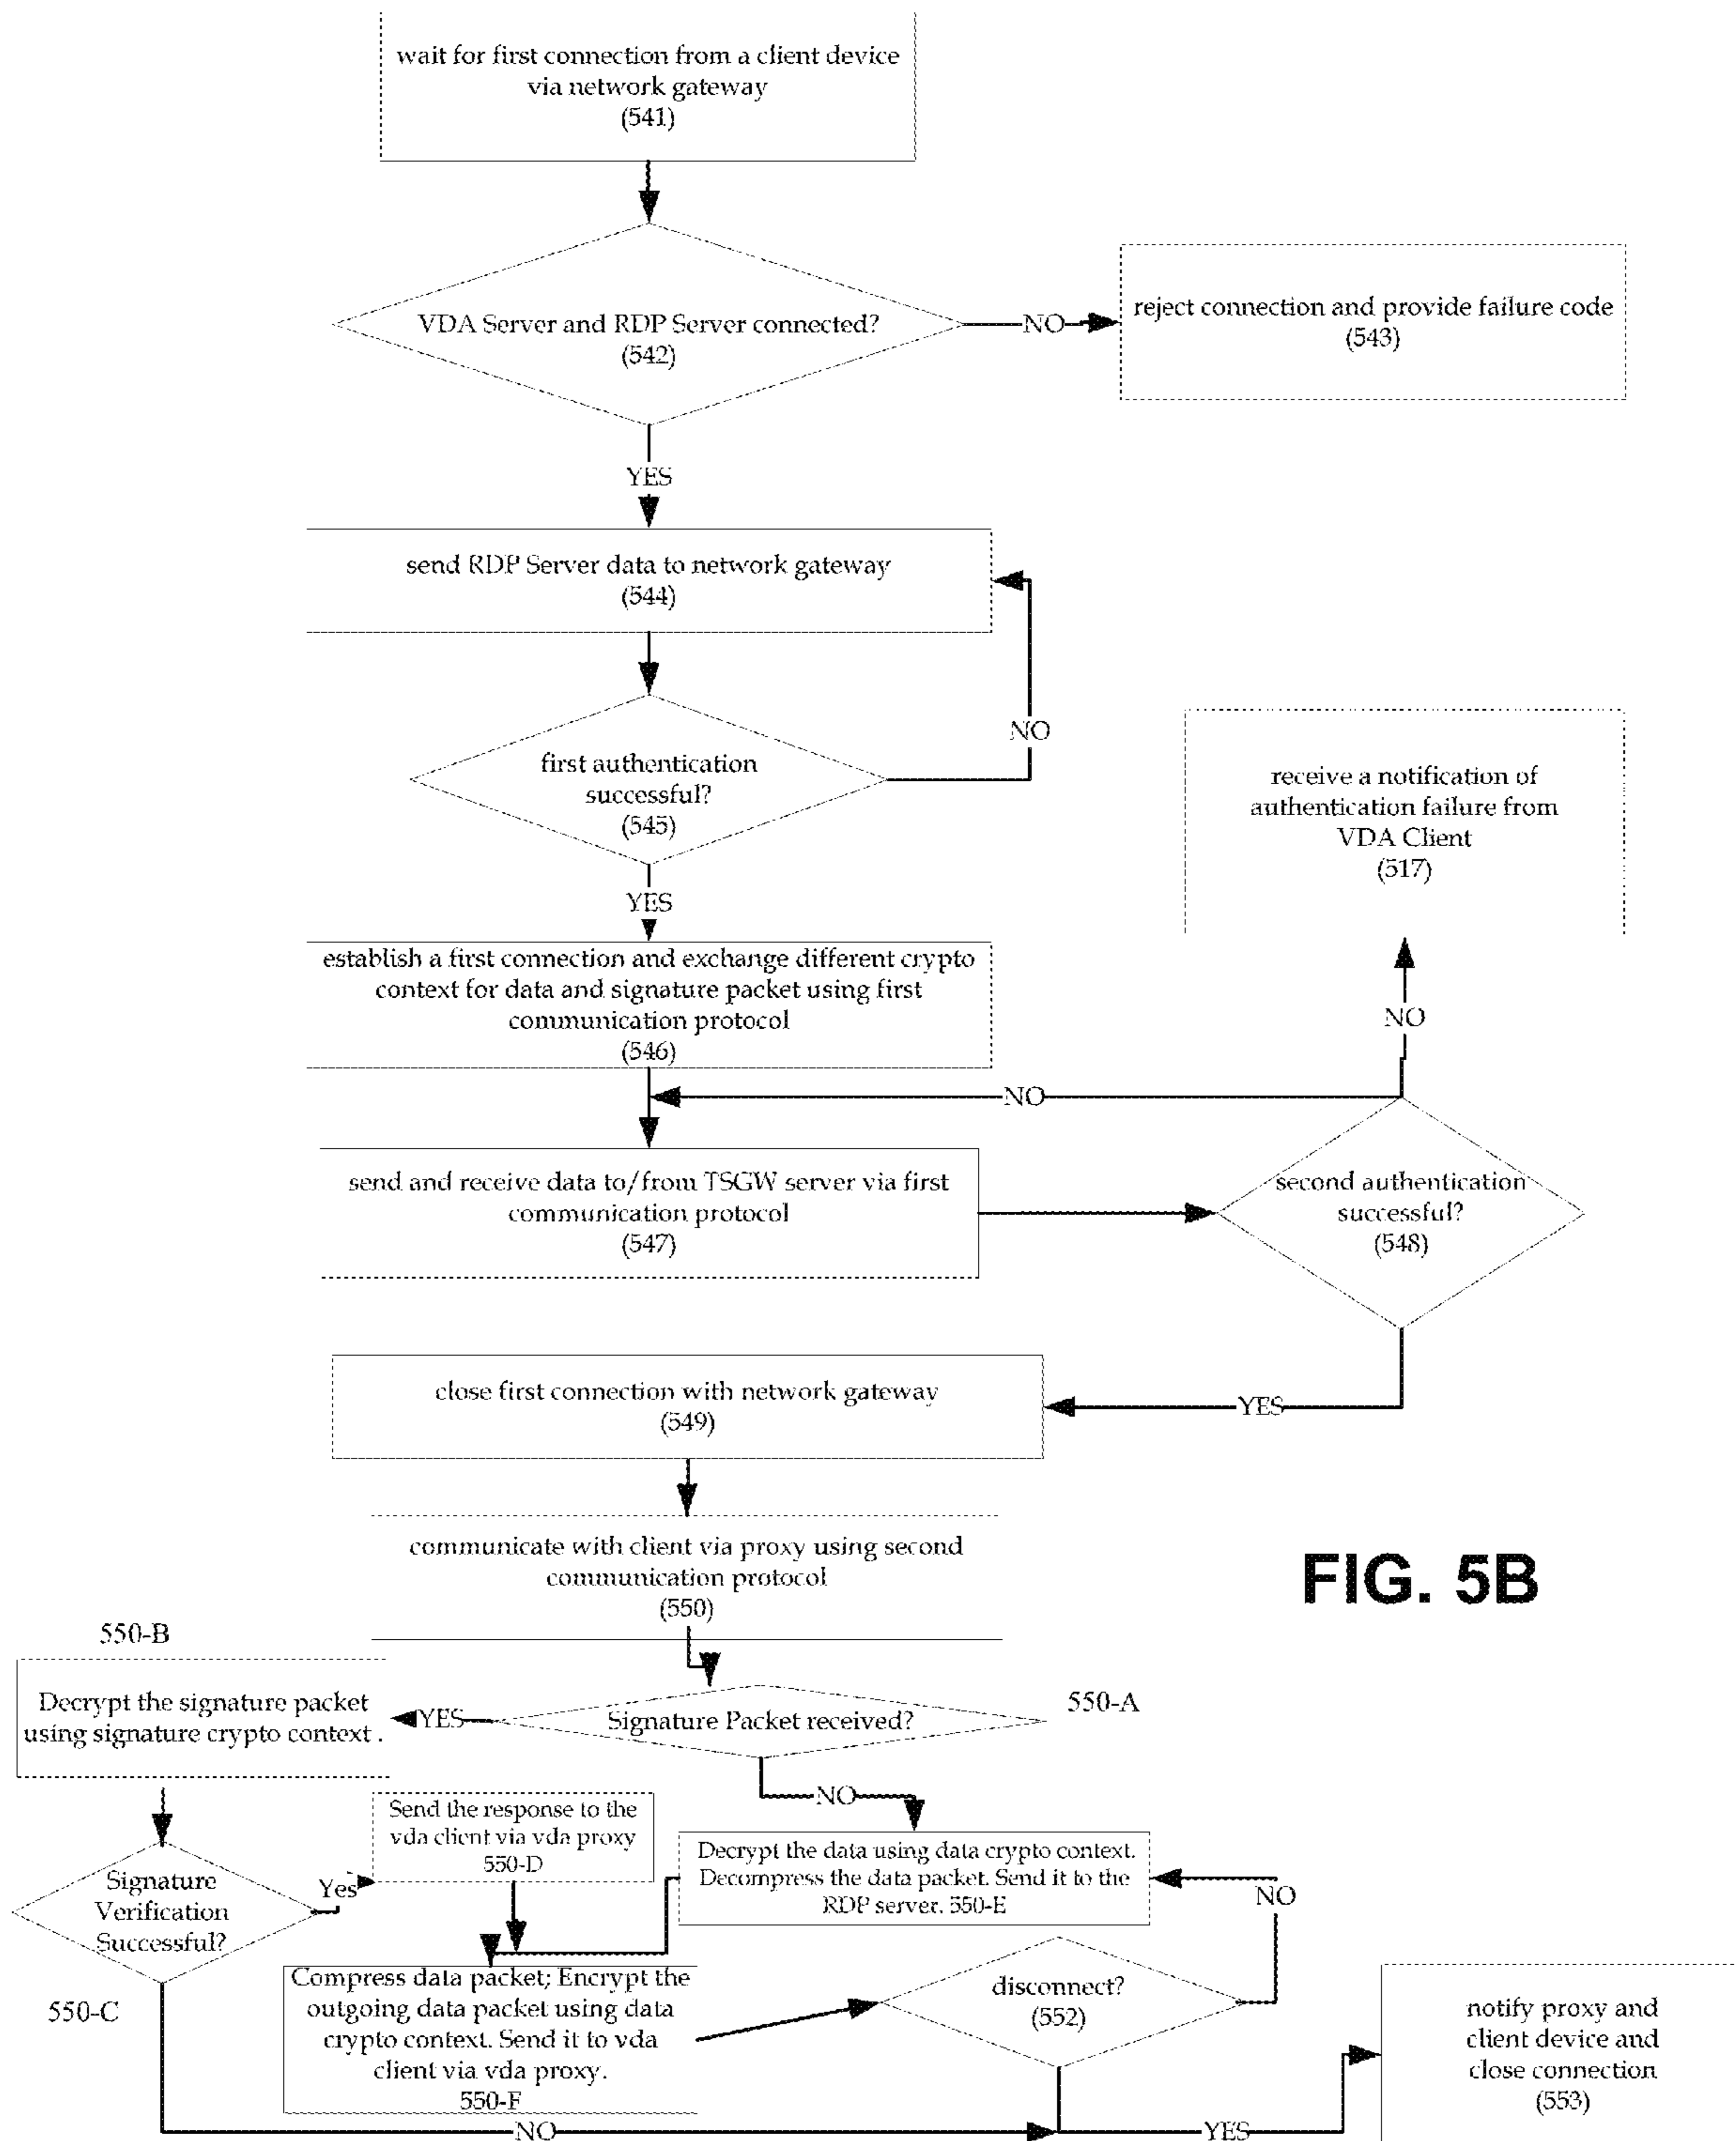 wait for first connection from a client device
via network gateway
(541)
VDA Server and RDP Server connected?
(542)
NO
reject connection and provide failure code
(543)
YES
send RDP Server data to network gateway
(544)
NO
first authentication
successful?
(545)
receive a notification of
authentication failure from
VDA Client
(517)
YES
establish a first connection and exchange different crypto
context for data and signature packet using first
communication protocol
(546)
NO
NO
send and receive data to/from TSGW server via first
communication protocol
(547)
second authentication
successful?
(548)
close first connection with network gateway
(549)
YES
communicate with client via proxy using second
communication protocol
(550)
FIG. 5B
550-B
Decrypt the signature packet
using signature crypto context .
YES
Signature Packet received?
550-A
NO
Send the response to the
vda client via vda proxy
550-D
Decrypt the data using data crypto context.
Decompress the data packet. Send it to the
RDP server. 550-E
Signature
Verification
Successful?
Yes
NO
550-C
Compress data packet; Encrypt the
outgoing data packet using data
crypto context. Send it to vda
client via vda proxy.
550-F
disconnect?
(552)
notify proxy and
client device and
close connection
(553)
NO
YES